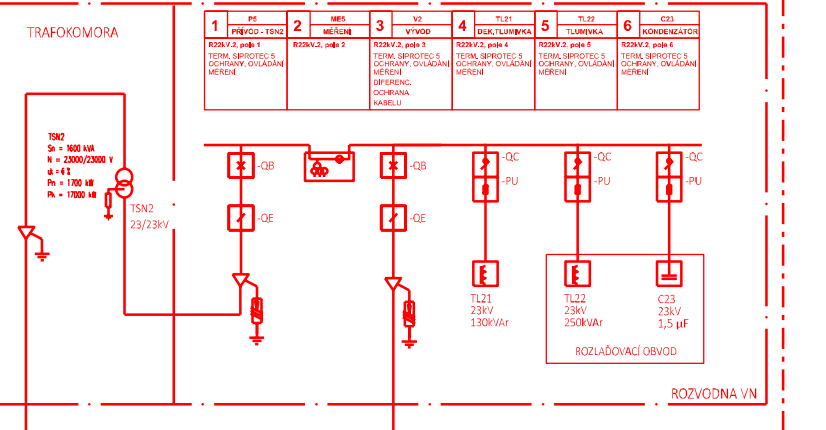 TRAFOKOMORA
1 P5 PŘÍVOD - TSN2
2 ME5 MĚŘENÍ
3 V2 VÝVOD
4 TL21 DEK.TLUMIVKA
5 TL22 TLUMIVKA
6 C23 KONDENZÁTOR
R22kV.2, pole 1
TERM. SIPROTEC 5
OCHRANY, OVLÁDÁNÍ
MĚŘENÍ
R22kV.2, pole 2
R22kV.2, pole 3
TERM. SIPROTEC 5
OCHRANY, OVLÁDÁNÍ
MĚŘENÍ
DIFERENC.
OCHRANA
KABELU
R22kV.2, pole 4
TERM. SIPROTEC 5
OCHRANY, OVLÁDÁNÍ
MĚŘENÍ
R22kV.2, pole 5
TERM. SIPROTEC 5
OCHRANY, OVLÁDÁNÍ
MĚŘENÍ
R22kV.2, pole 6
TERM. SIPROTEC 5
OCHRANY, OVLÁDÁNÍ
MĚŘENÍ
TSN2
Sn = 1600 kVA
N = 23000/23000 V
uk = 6 %
Pn = 1700 kW
Pk = 17000 kW
TSN2
23/23kV
-QB
-QE
-QB
-QE
-QC
-PU
-QC
-PU
-QC
-PU
TL21
23kV
130kVAr
TL22
23kV
250kVAr
C23
23kV
1,5 µF
ROZLAĎOVACÍ OBVOD
ROZVODNA VN